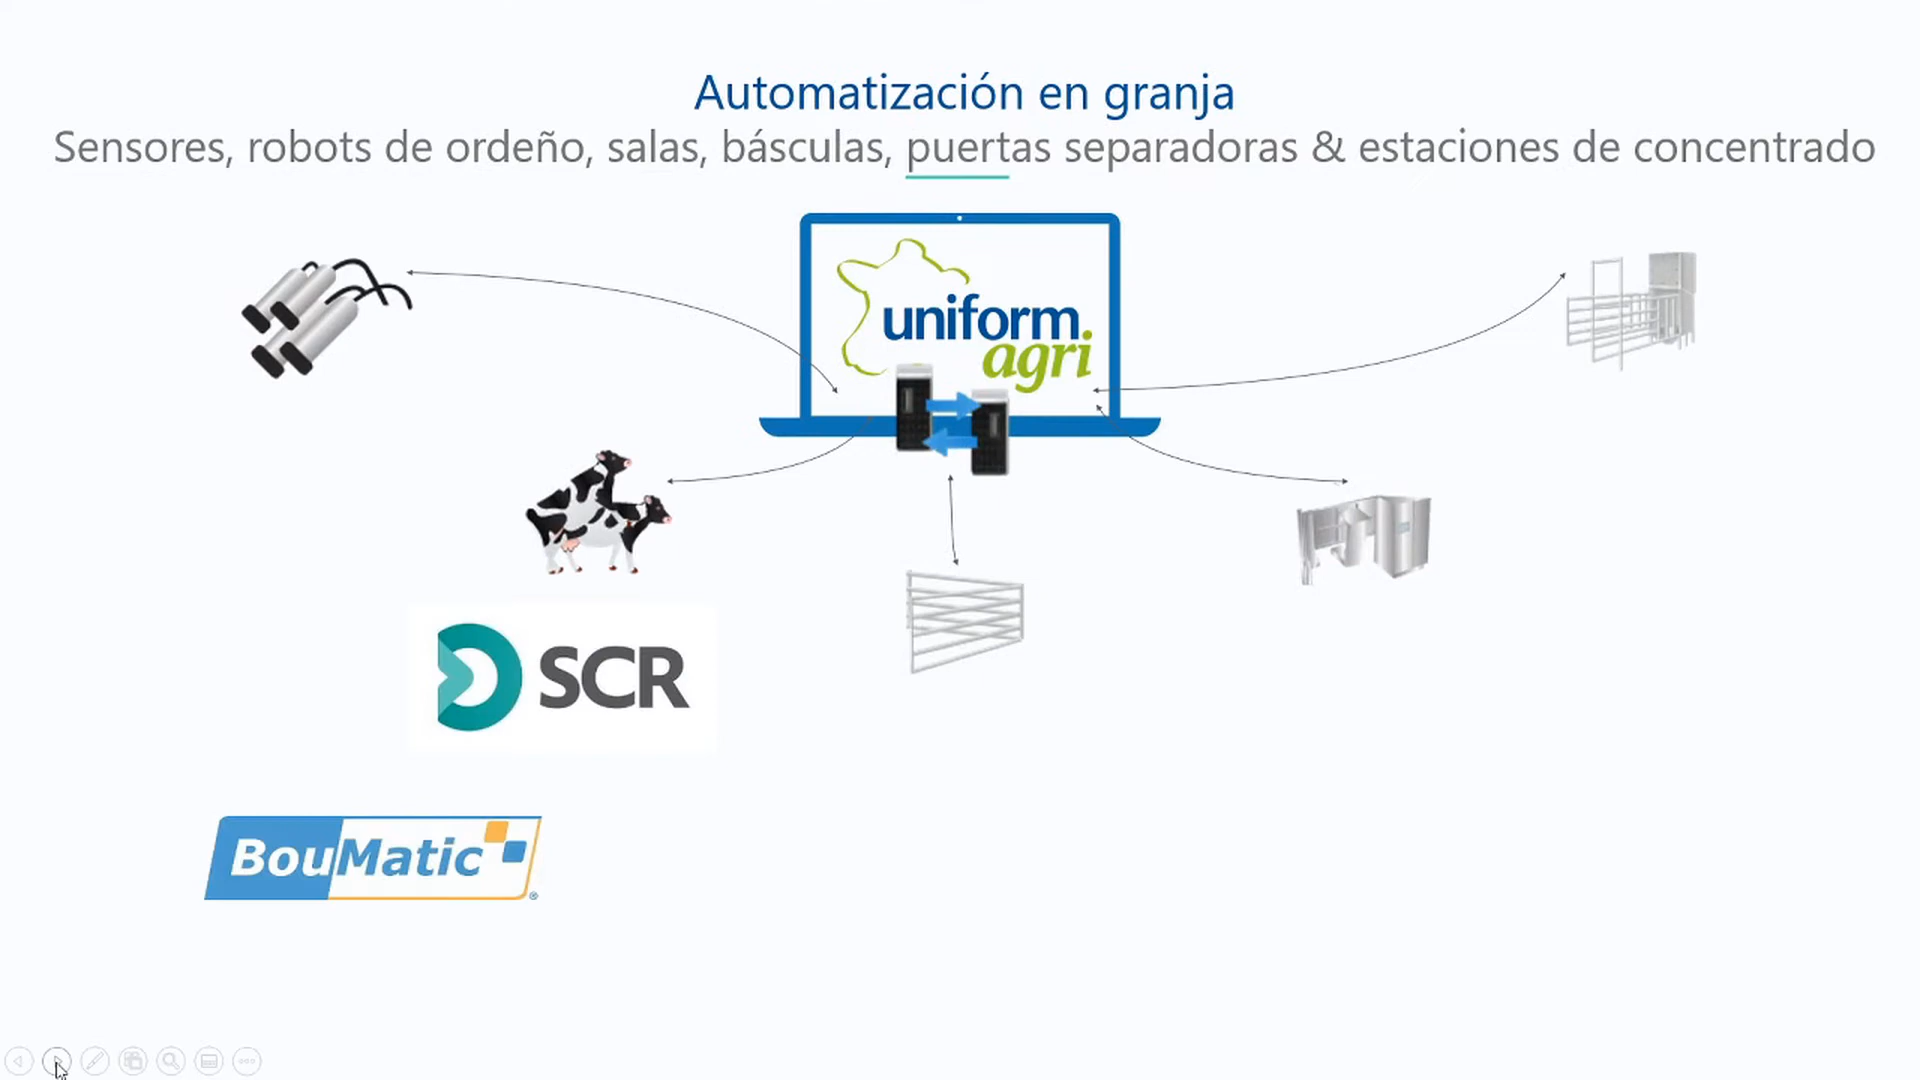 Automatización en granja
Sensores, robots de ordeño, salas, básculas, puertas separadoras & estaciones de concentrado
uniform
agri
SCR
BouMatic®